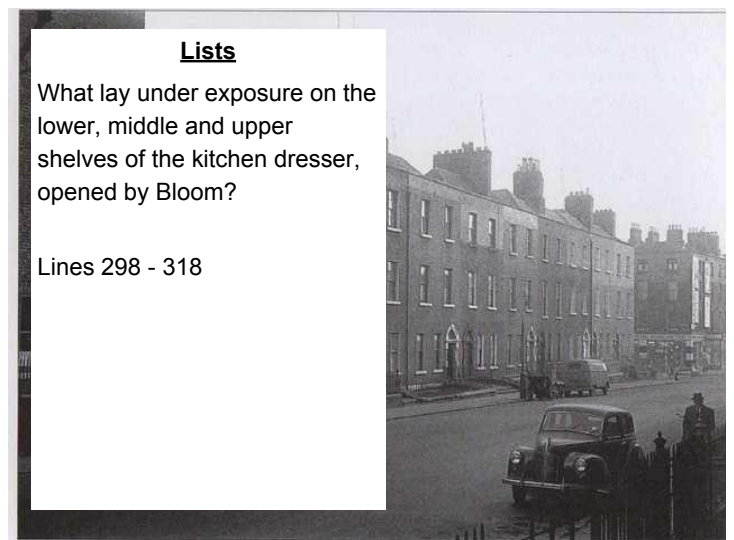 Lists
What lay under exposure on the
lower, middle and upper
shelves of the kitchen dresser,
opened by Bloom?
Lines 298 - 318